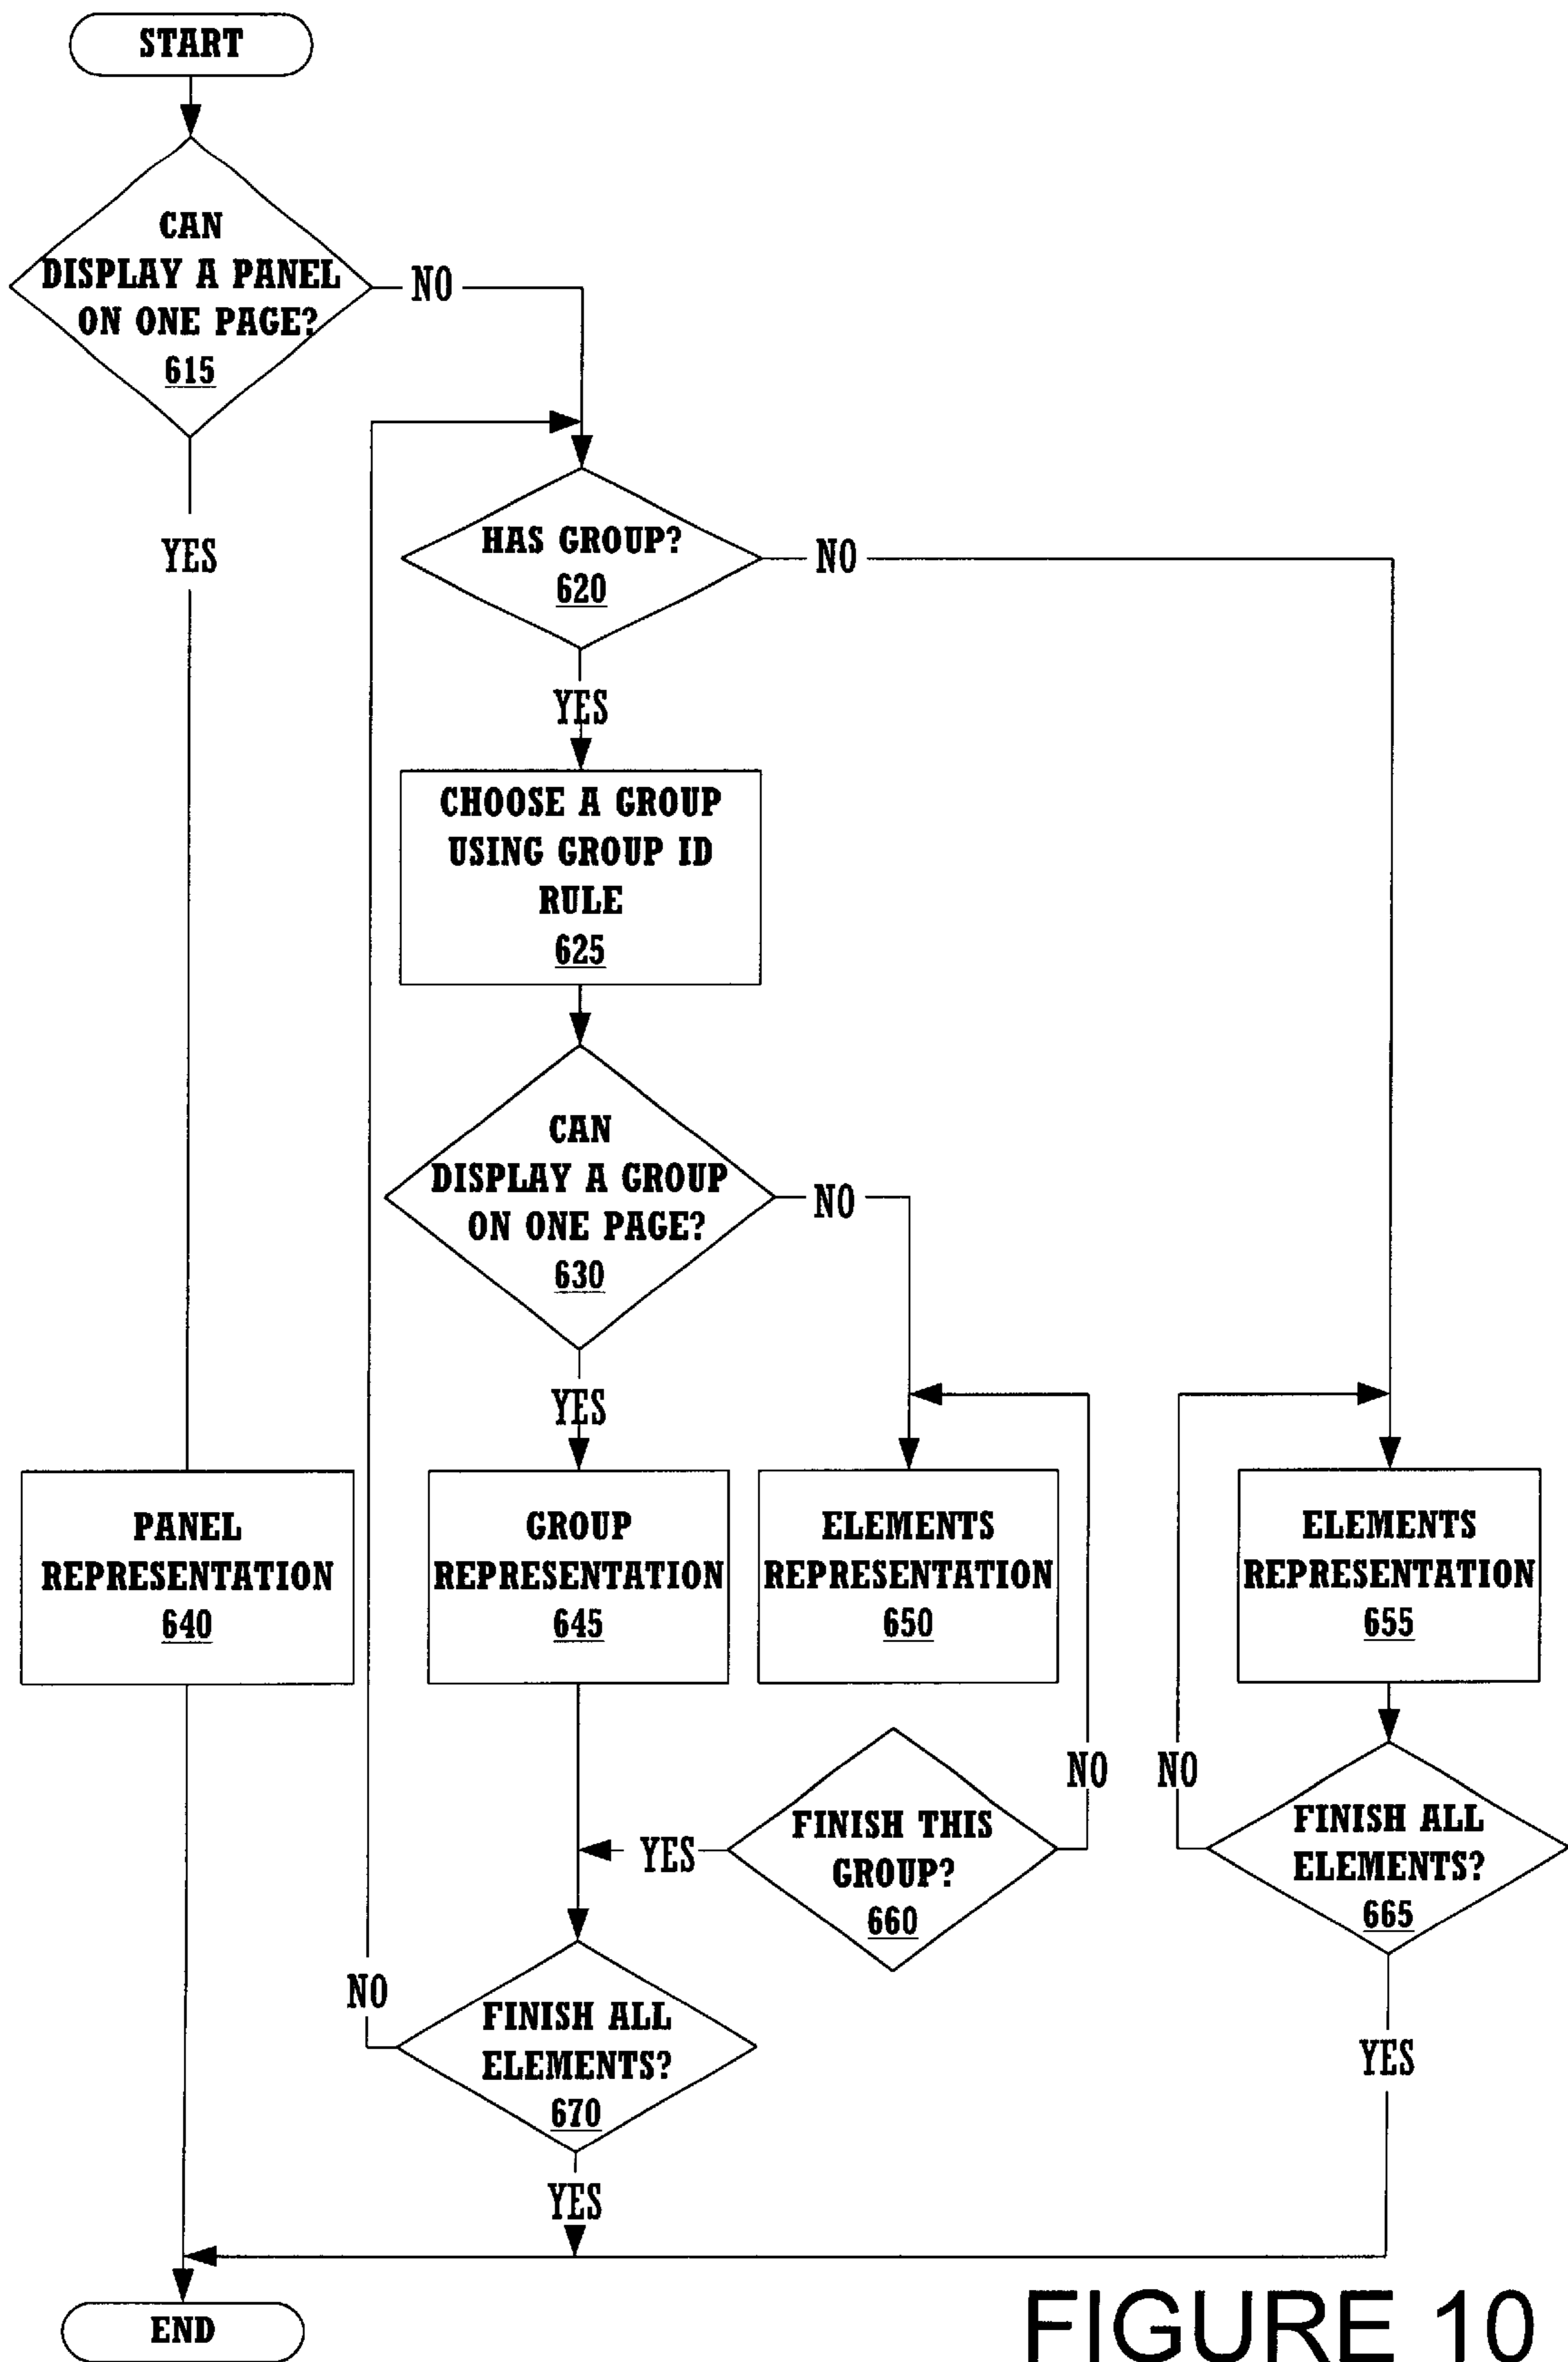 START
CAN
DISPLAY A PANEL
ON ONE PAGE?
615
NO
YES
HAS GROUP?
620
NO
YES
CHOOSE A GROUP
USING GROUP ID
RULE
625
CAN
DISPLAY A GROUP
ON ONE PAGE?
630
NO
YES
PANEL
REPRESENTATION
640
GROUP
REPRESENTATION
645
ELEMENTS
REPRESENTATION
650
ELEMENTS
REPRESENTATION
655
FINISH THIS
GROUP?
660
YES
NO
NO
FINISH ALL
ELEMENTS?
665
YES
NO
FINISH ALL
ELEMENTS?
670
YES
END
FIGURE 10